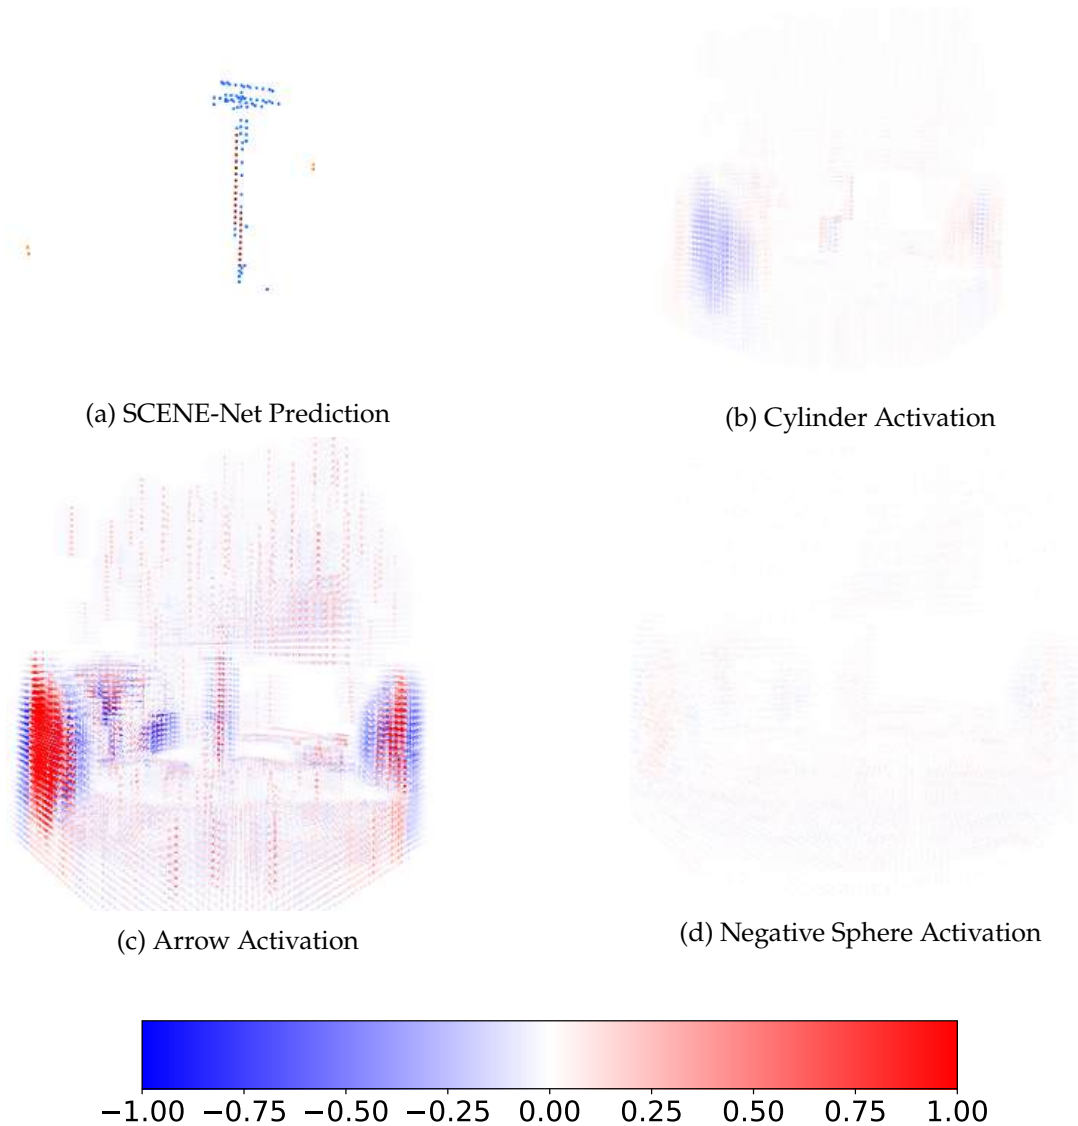 (a) SCENE-Net Prediction
(b) Cylinder Activation
(c) Arrow Activation
(d) Negative Sphere Activation
−1.00 −0.75 −0.50 −0.25 0.00 0.25 0.50 0.75 1.00